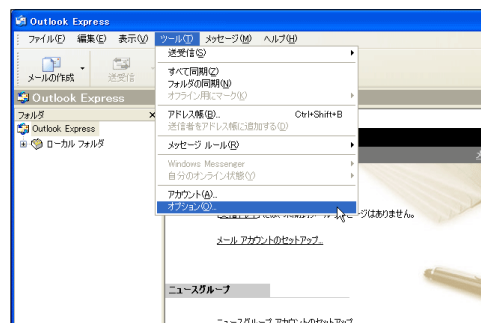 Outlook Express
ファイル(F) 編集(E) 表示(V) ツール(T) メッセージ(M) ヘルプ(H)
送受信(S)
すべて同期(Z)
フォルダの同期(N)
オフライン用にマーク(K)
アドレス帳(B)... Ctrl+Shift+B
送信者をアドレス帳に追加する(D)
メッセージ ルール(R)
Windows Messenger
自分のオンライン状態(Y)
アカウント(A)...
オプション(O)...
メールの作成 送受信
Outlook Express
フォルダ ×
Outlook Express
ローカル フォルダ
ージはありません。
メール アカウントのセットアップ...
ニュースグループ
ニュースグループ アカウントのセットアップ